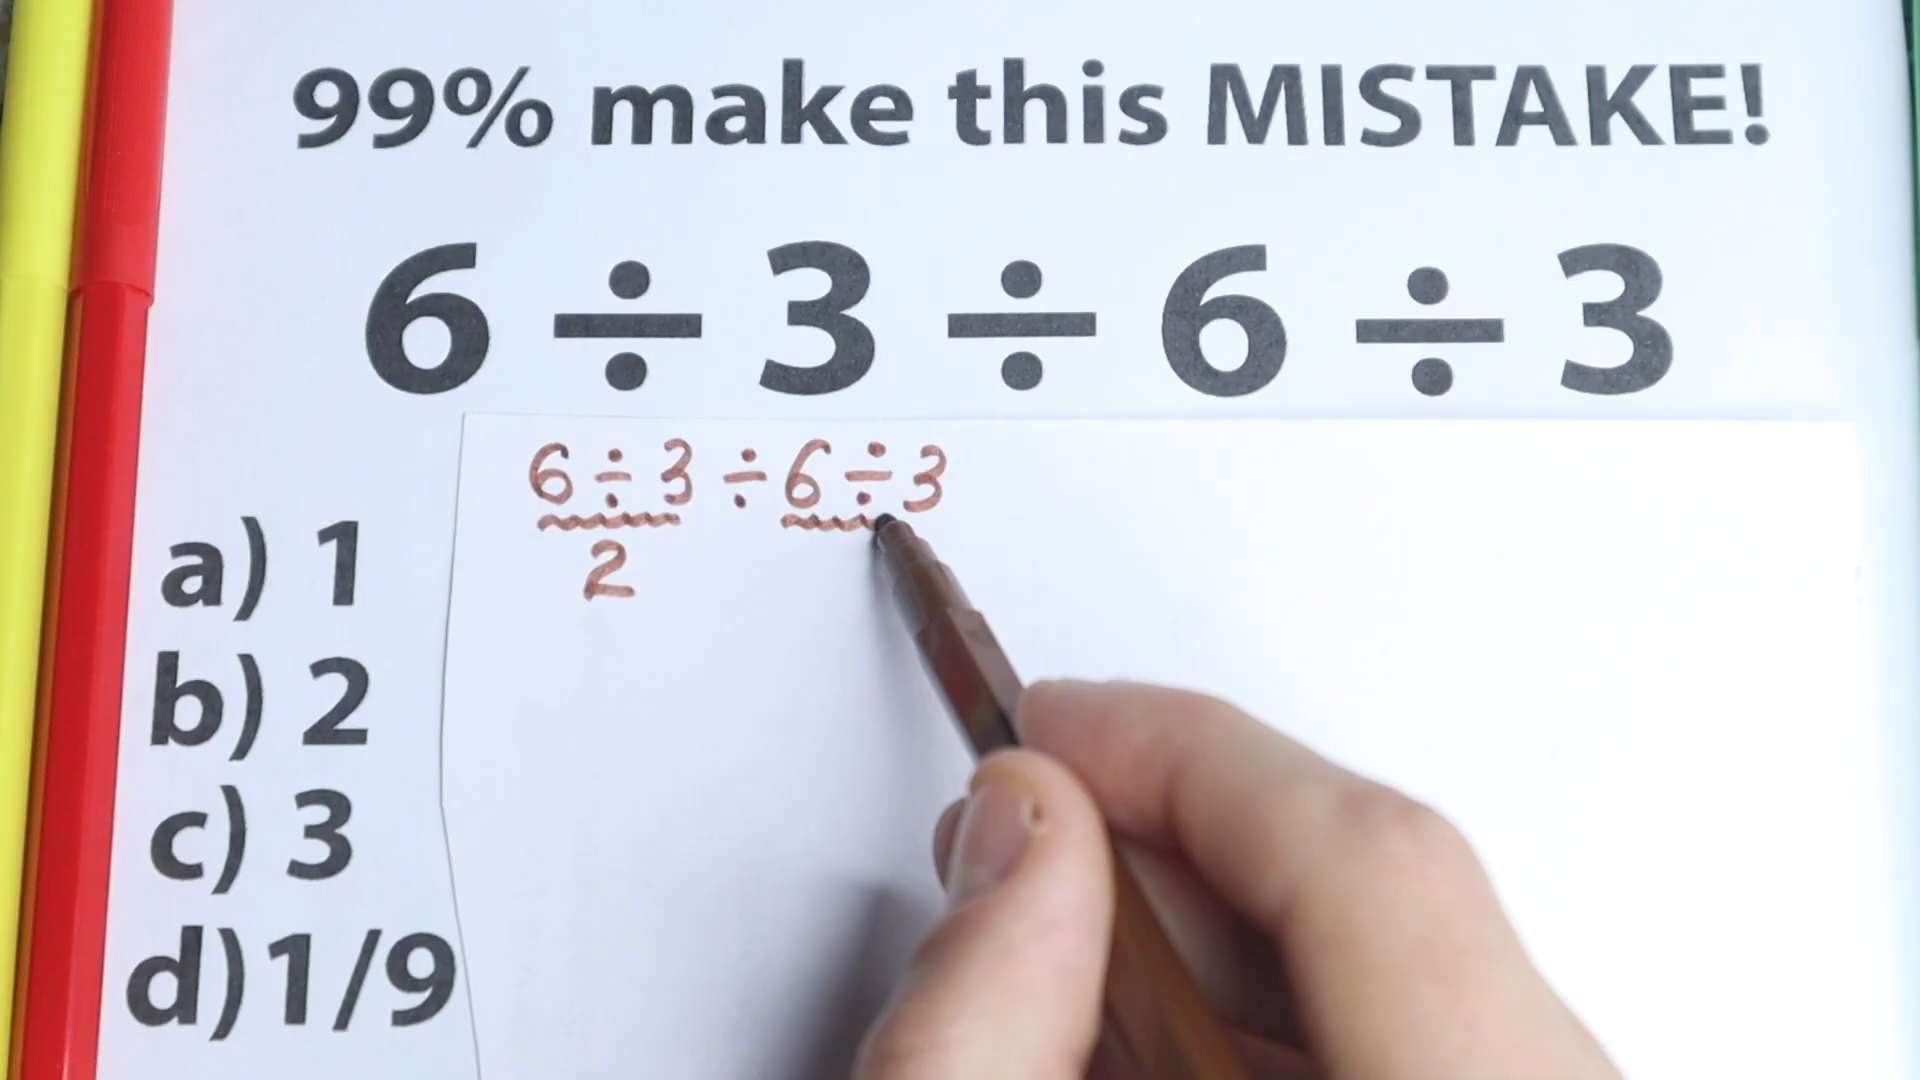 99% make this MISTAKE!
6 ÷ 3 ÷ 6 ÷ 3
6 ÷ 3 ÷ 6 ÷ 3
2
a) 1
b) 2
c) 3
d) 1/9